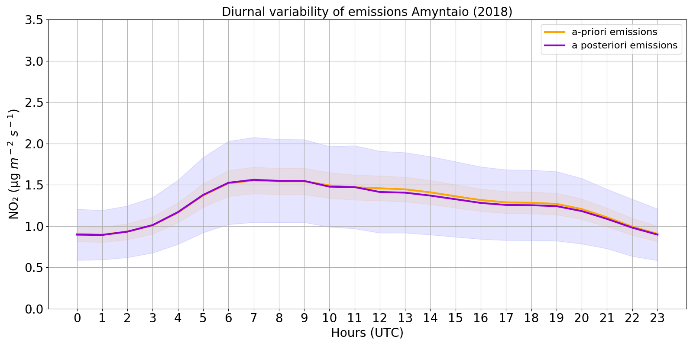 Diurnal variability of emissions Amyntaio (2018)
a-priori emissions
a posteriori emissions
NO₂ (µg m⁻² s⁻¹)
3.5
3.0
2.5
2.0
1.5
1.0
0.5
0.0
0 1 2 3 4 5 6 7 8 9 10 11 12 13 14 15 16 17 18 19 20 21 22 23
Hours (UTC)